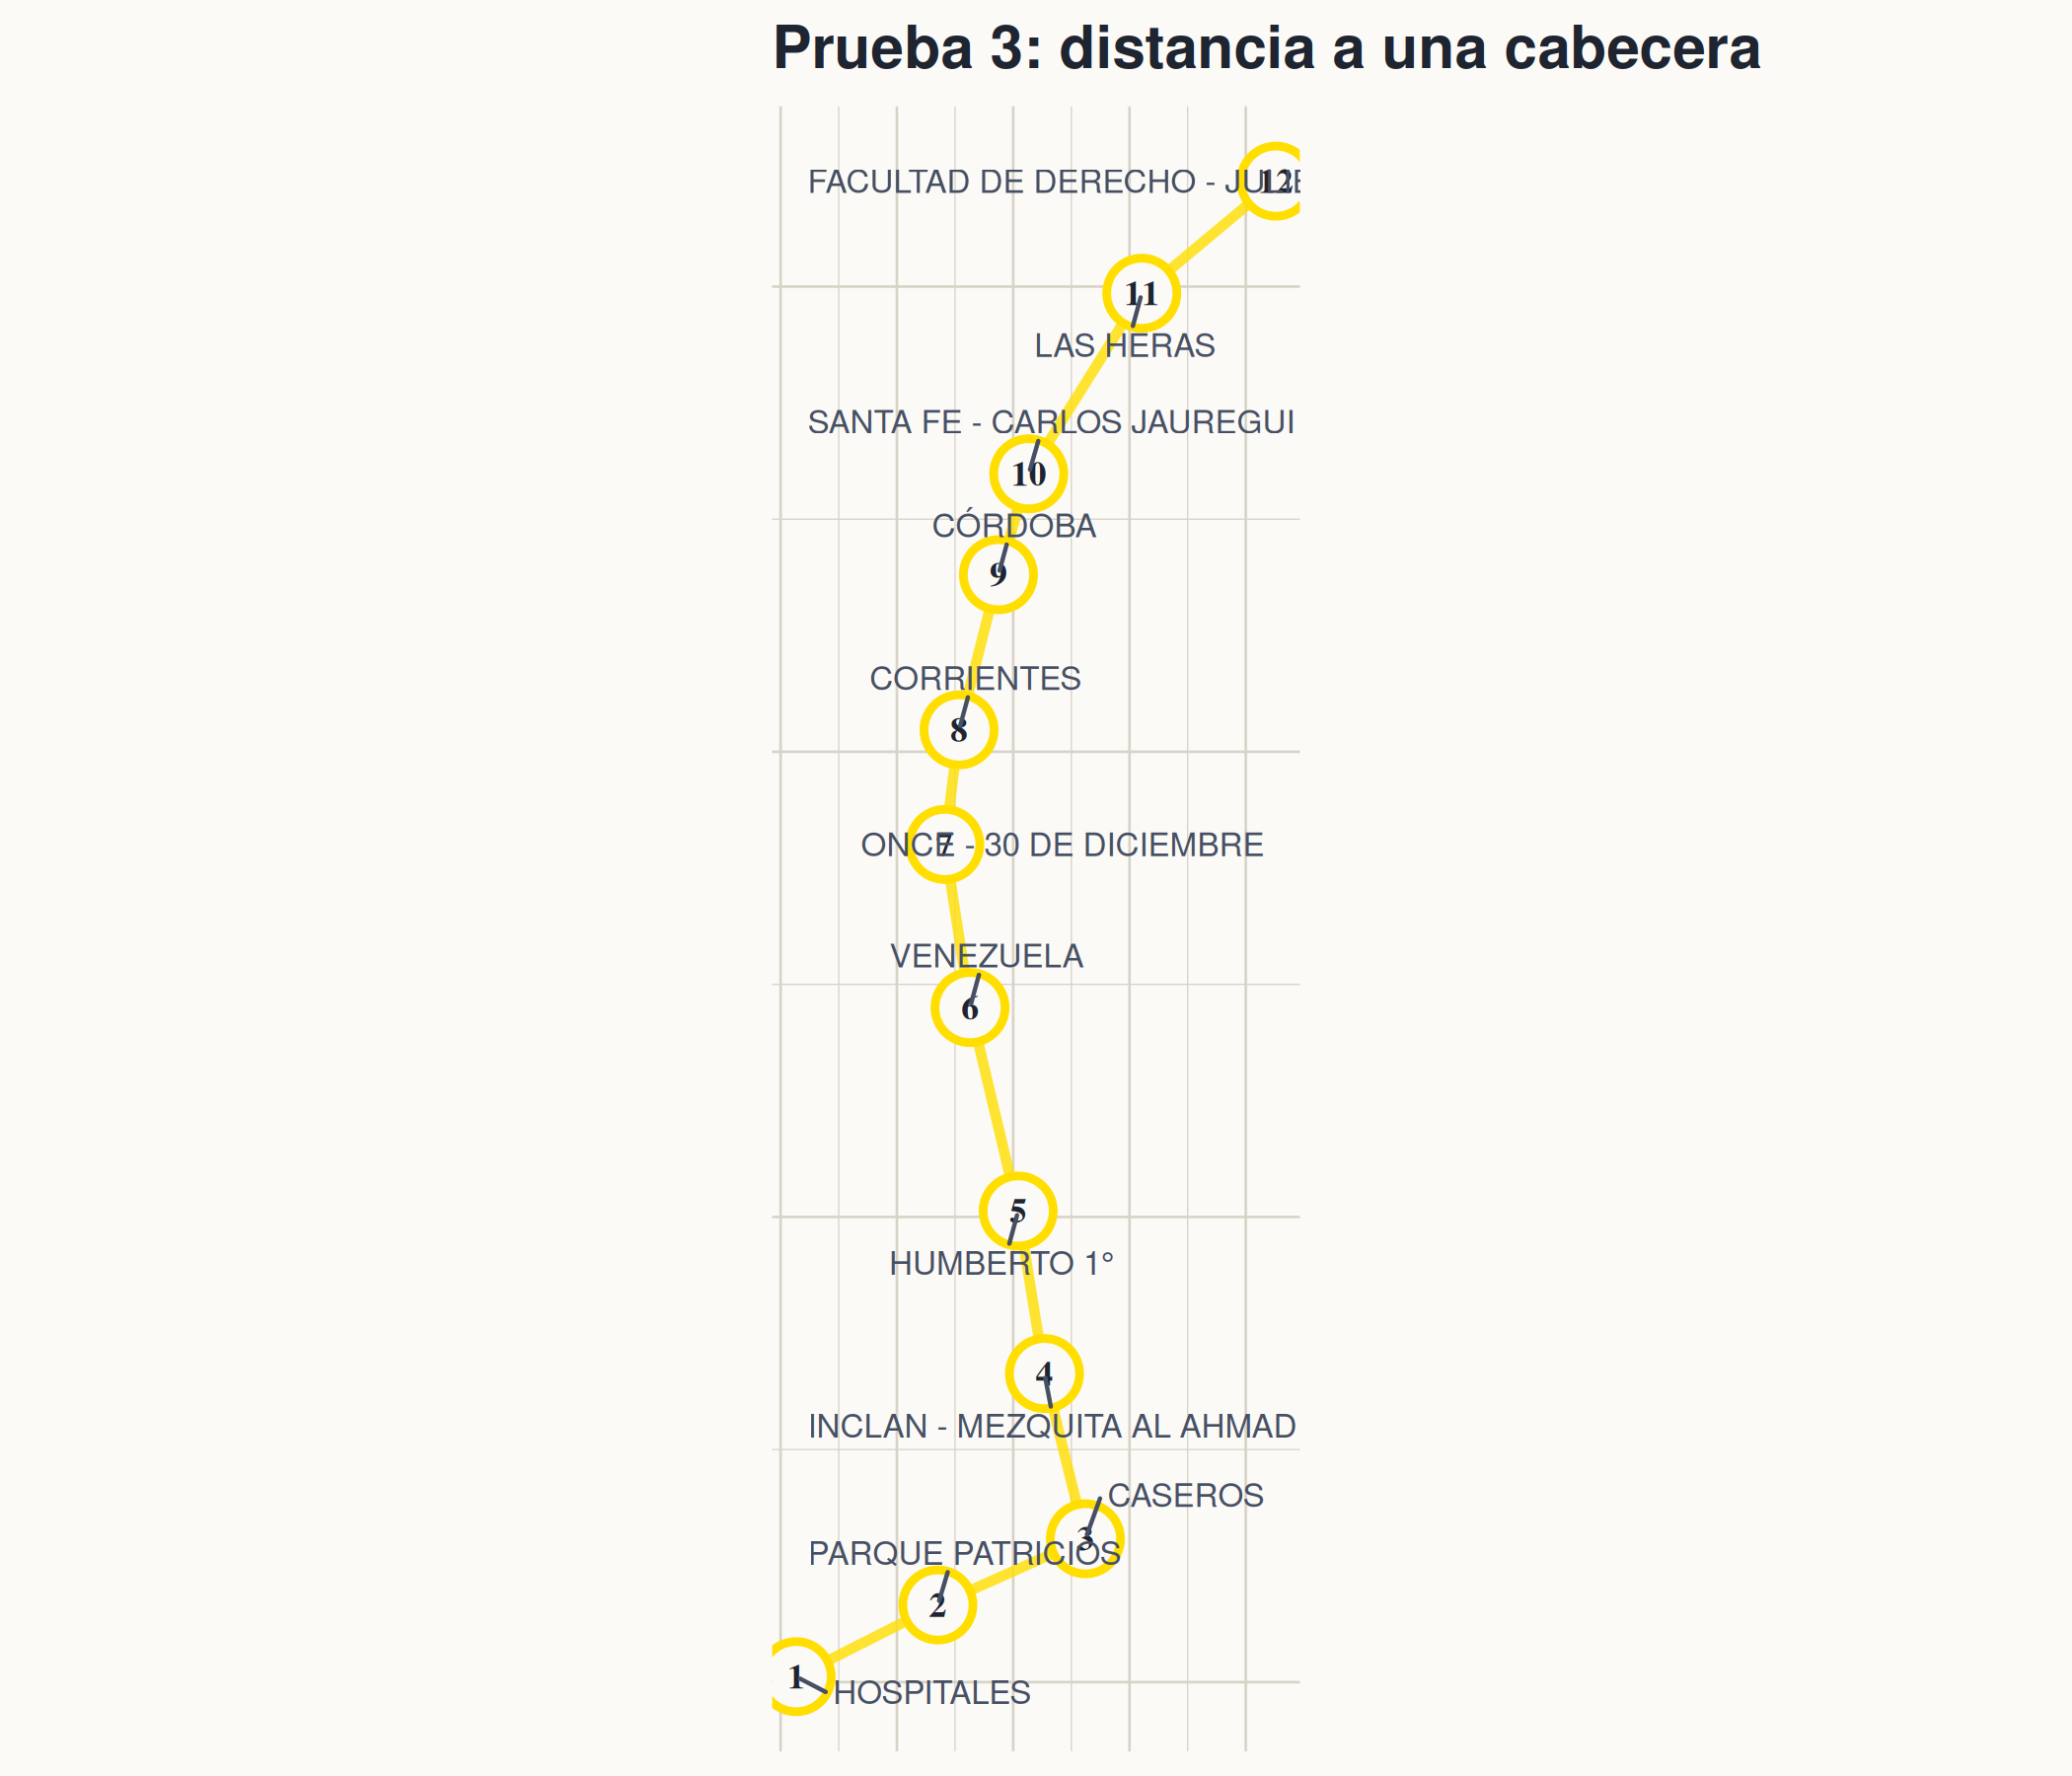 Prueba 3: distancia a una cabecera
FACULTAD DE DERECHO - 
12
11
LAS HERAS
SANTA FE - CARLOS JAUREGUI
10
CÓRDOBA
9
CORRIENTES
8
ONCE - 30 DE DICIEMBRE
7
VENEZUELA
6
5
HUMBERTO 1°
4
INCLAN - MEZQUITA AL AHMAD
CASEROS
3
PARQUE PATRICIOS
2
1
HOSPITALES